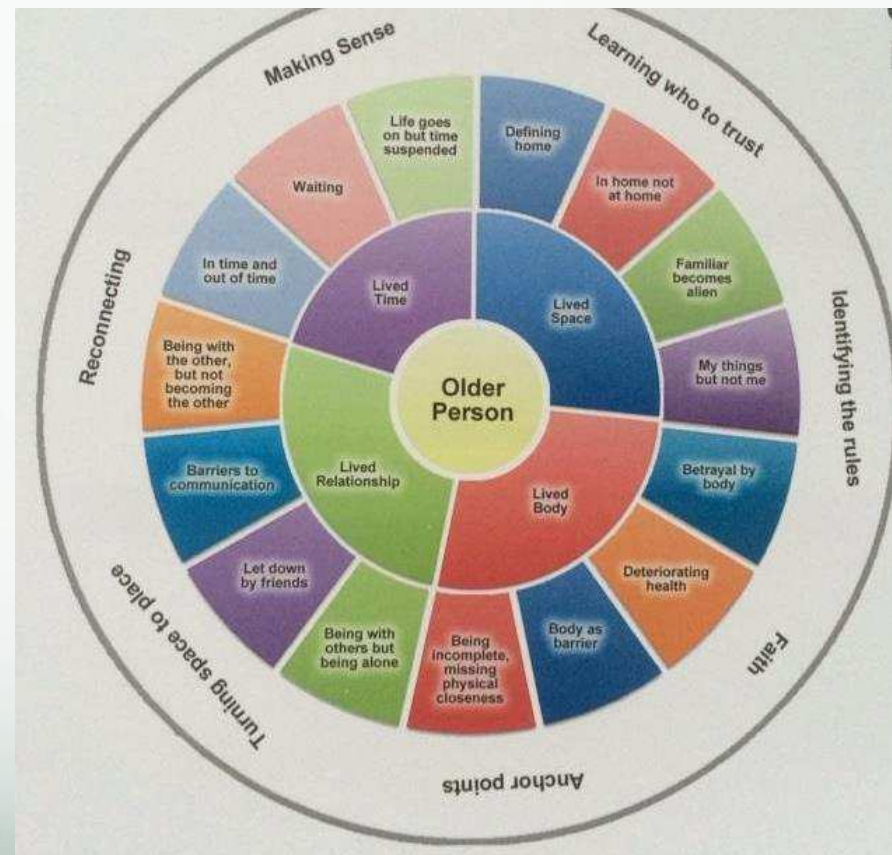 Making Sense
Learning who to trust
Identifying the rules
Faith
Anchor points
Turning space to place
Reconnecting
Older
Person
Lived
Space
Defining
home
In home not
at home
Familiar
becomes
alien
My things
but not me
Lived
Body
Betrayal by
body
Deteriorating
health
Body as
barrier
Being
incomplete,
missing
physical
closeness
Lived
Relationship
Being with
others but
being alone
Let down
by friends
Barriers to
communication
Being with
the other,
but not
becoming
the other
Lived
Time
In time and
out of time
Waiting
Life goes
on but time
suspended